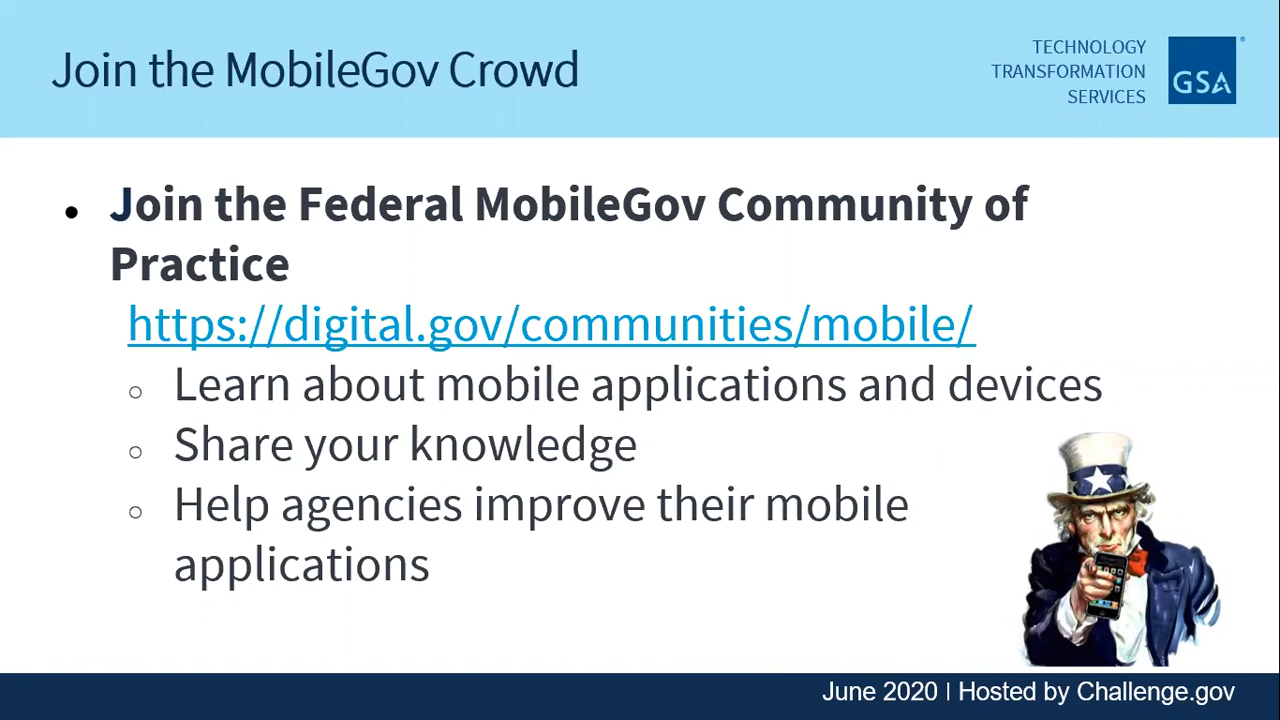 Join the MobileGov Crowd
TECHNOLOGY
TRANSFORMATION
SERVICES
GSA
Join the Federal MobileGov Community of
Practice
https://digital.gov/communities/mobile/
Learn about mobile applications and devices
Share your knowledge
Help agencies improve their mobile
applications
June 2020 | Hosted by Challenge.gov